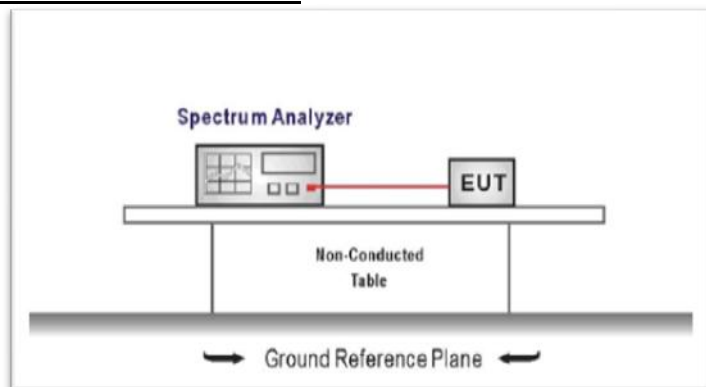 Spectrum Analyzer
EUT
Non-Conducted
Table
Ground Reference Plane